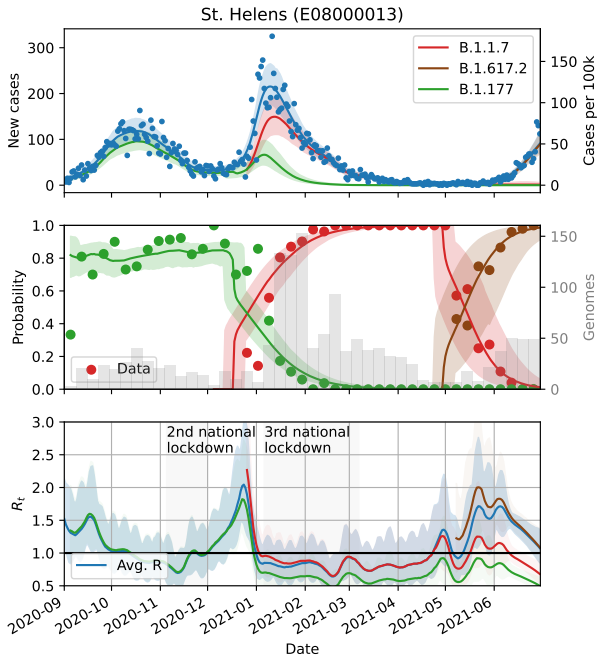 St. Helens (E08000013)
300
200
100
0
New cases
B.1.1.7
B.1.617.2
B.1.177
150
100
50
0
Cases per 100k
1.0
0.8
0.6
0.4
0.2
0.0
Probability
Data
150
100
50
0
Genomes
3.0
2.5
2.0
1.5
1.0
0.5
Rt
2nd national
lockdown
3rd national
lockdown
Avg. R
2020-09
2020-10
2020-11
2020-12
2021-01
2021-02
2021-03
2021-04
2021-05
2021-06
Date